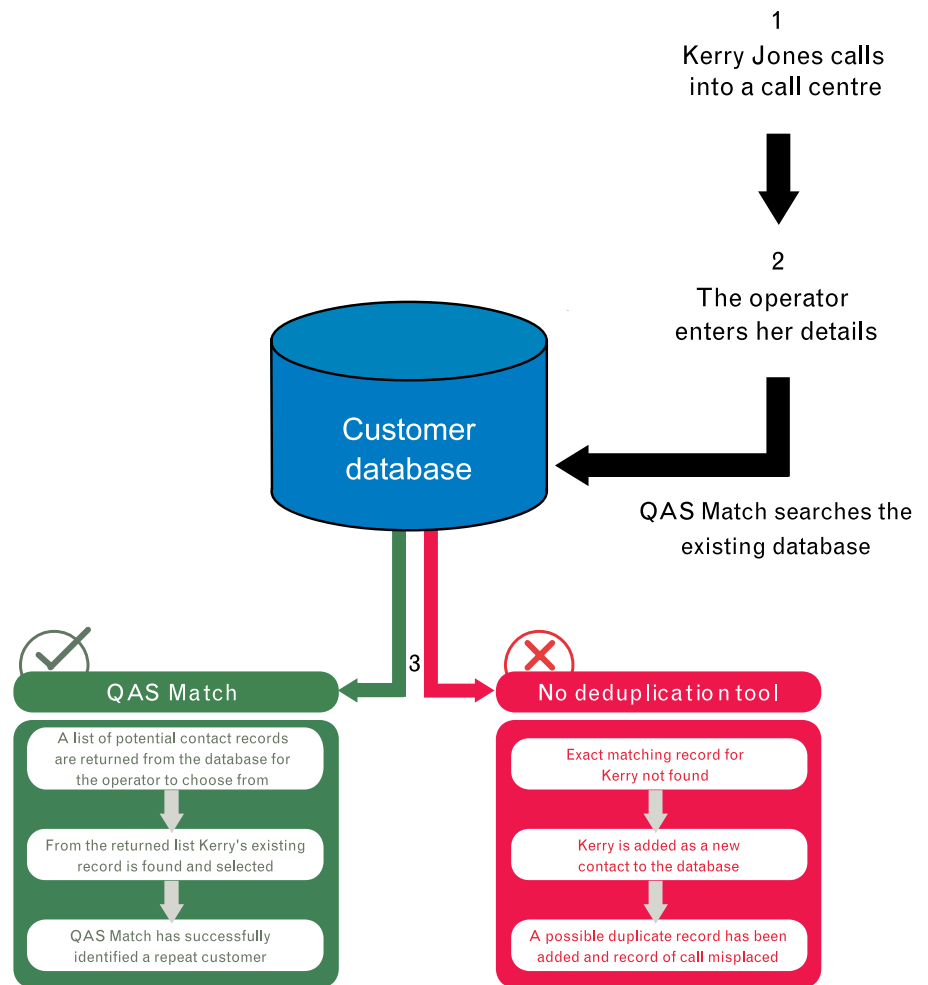 1
Kerry Jones calls
into a call centre
2
The operator
enters her details
Customer
database
QAS Match searches the
existing database
3
QAS Match
A list of potential contact records
are returned from the database for
the operator to choose from
From the returned list Kerry's existing
record is found and selected
QAS Match has successfully
identified a repeat customer
No deduplication tool
Exact matching record for
Kerry not found
Kerry is added as a new
contact to the database
A possible duplicate record has been
added and record of call misplaced